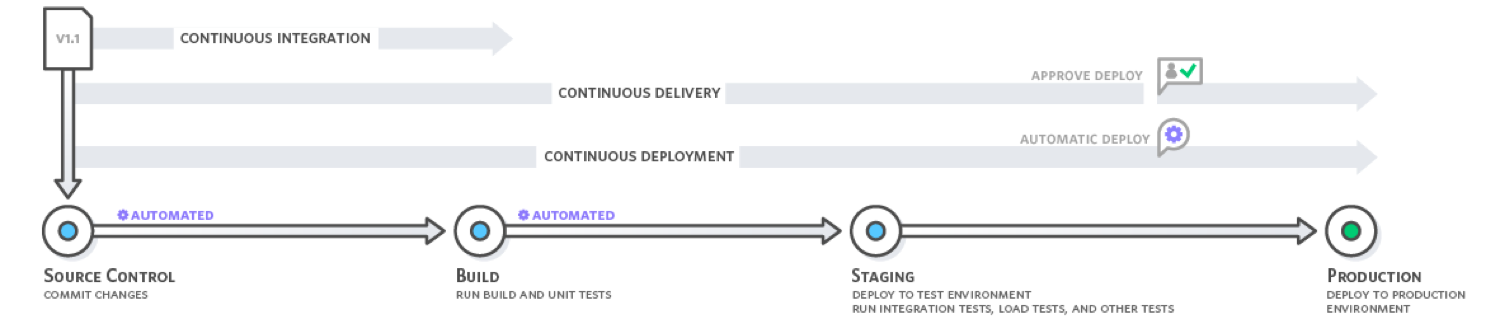 V1.1
CONTINUOUS INTEGRATION
APPROVE DEPLOY
CONTINUOUS DELIVERY
AUTOMATIC DEPLOY
CONTINUOUS DEPLOYMENT
AUTOMATED
AUTOMATED
SOURCE CONTROL
COMMIT CHANGES
BUILD
RUN BUILD AND UNIT TESTS
STAGING
DEPLOY TO TEST ENVIRONMENT
RUN INTEGRATION TESTS, LOAD TESTS, AND OTHER TESTS
PRODUCTION
DEPLOY TO PRODUCTION
ENVIRONMENT